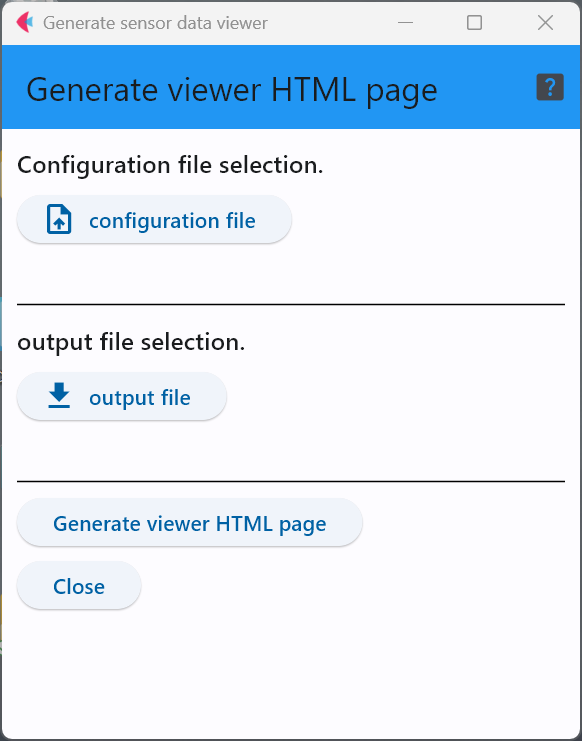 Generate sensor data viewer
Generate viewer HTML page
?
Configuration file selection.
configuration file
output file selection.
output file
Generate viewer HTML page
Close